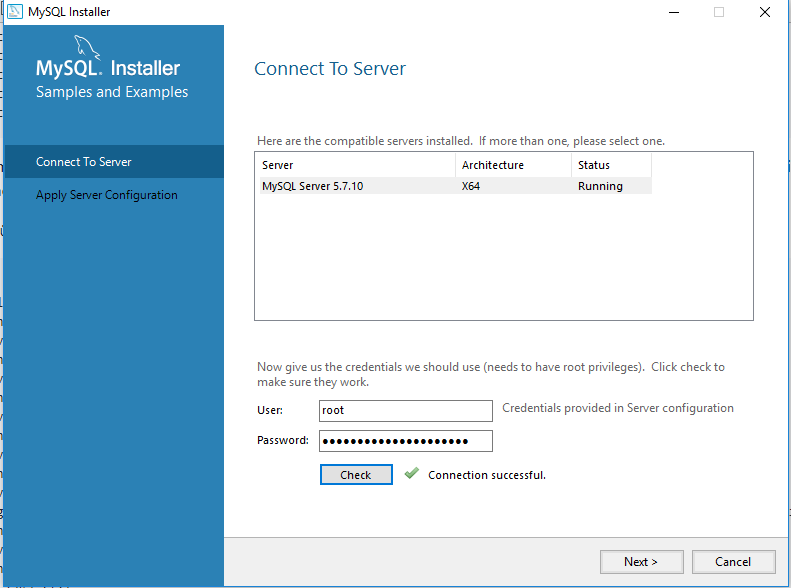 MySQL Installer
MySQL. Installer
Samples and Examples
Connect To Server
Apply Server Configuration
Connect To Server
Here are the compatible servers installed. If more than one, please select one.
Server Architecture Status
MySQL Server 5.7.10 X64 Running
Now give us the credentials we should use (needs to have root privileges). Click check to
make sure they work.
User: root Credentials provided in Server configuration
Password: ●●●●●●●●●●●●●●●●●●●●●
Check Connection successful.
Next > Cancel